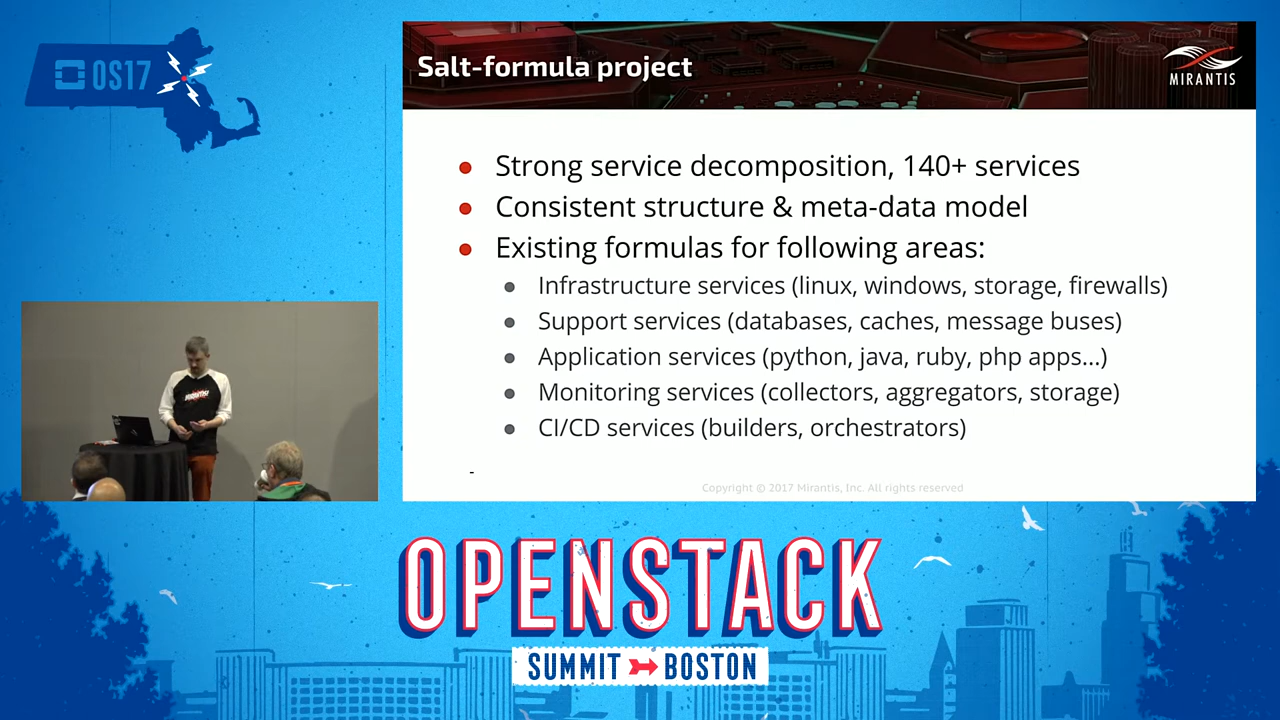 OS17
Salt-formula project
MIRANTIS
Strong service decomposition, 140+ services
Consistent structure & meta-data model
Existing formulas for following areas:
Infrastructure services (linux, windows, storage, firewalls)
Support services (databases, caches, message buses)
Application services (python, java, ruby, php apps...)
Monitoring services (collectors, aggregators, storage)
CI/CD services (builders, orchestrators)
-
Copyright © 2017 Mirantis, Inc. All rights reserved
OPENSTACK
SUMMIT BOSTON